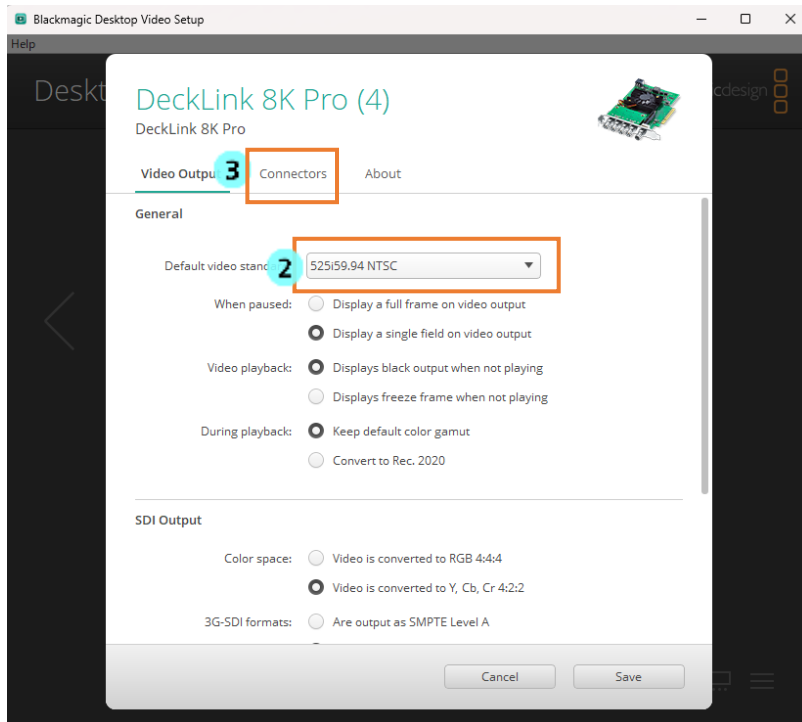 Blackmagic Desktop Video Setup
Help
Deskt
cdesign
DeckLink 8K Pro (4)
DeckLink 8K Pro
Video Outpu 3 Connectors About
General
Default video stand 2 525i59.94 NTSC
When paused: Display a full frame on video output
Display a single field on video output
Video playback: Displays black output when not playing
Displays freeze frame when not playing
During playback: Keep default color gamut
Convert to Rec. 2020
SDI Output
Color space: Video is converted to RGB 4:4:4
Video is converted to Y, Cb, Cr 4:2:2
3G-SDI formats: Are output as SMPTE Level A
Cancel Save